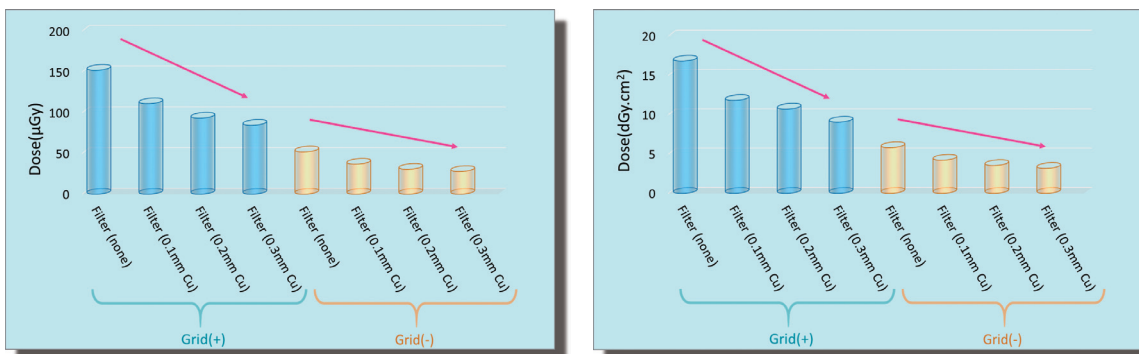 200
150
100
50
0
Dose(μGy)
Filter (none)
Filter (0.1mm Cu)
Filter (0.2mm Cu)
Filter (0.3mm Cu)
Filter (none)
Filter (0.1mm Cu)
Filter (0.2mm Cu)
Filter (0.3mm Cu)
Grid(+)
Grid(-)
20
15
10
5
0
Dose(dGy.cm²)
Filter (none)
Filter (0.1mm Cu)
Filter (0.2mm Cu)
Filter (0.3mm Cu)
Filter (none)
Filter (0.1mm Cu)
Filter (0.2mm Cu)
Filter (0.3mm Cu)
Grid(+)
Grid(-)